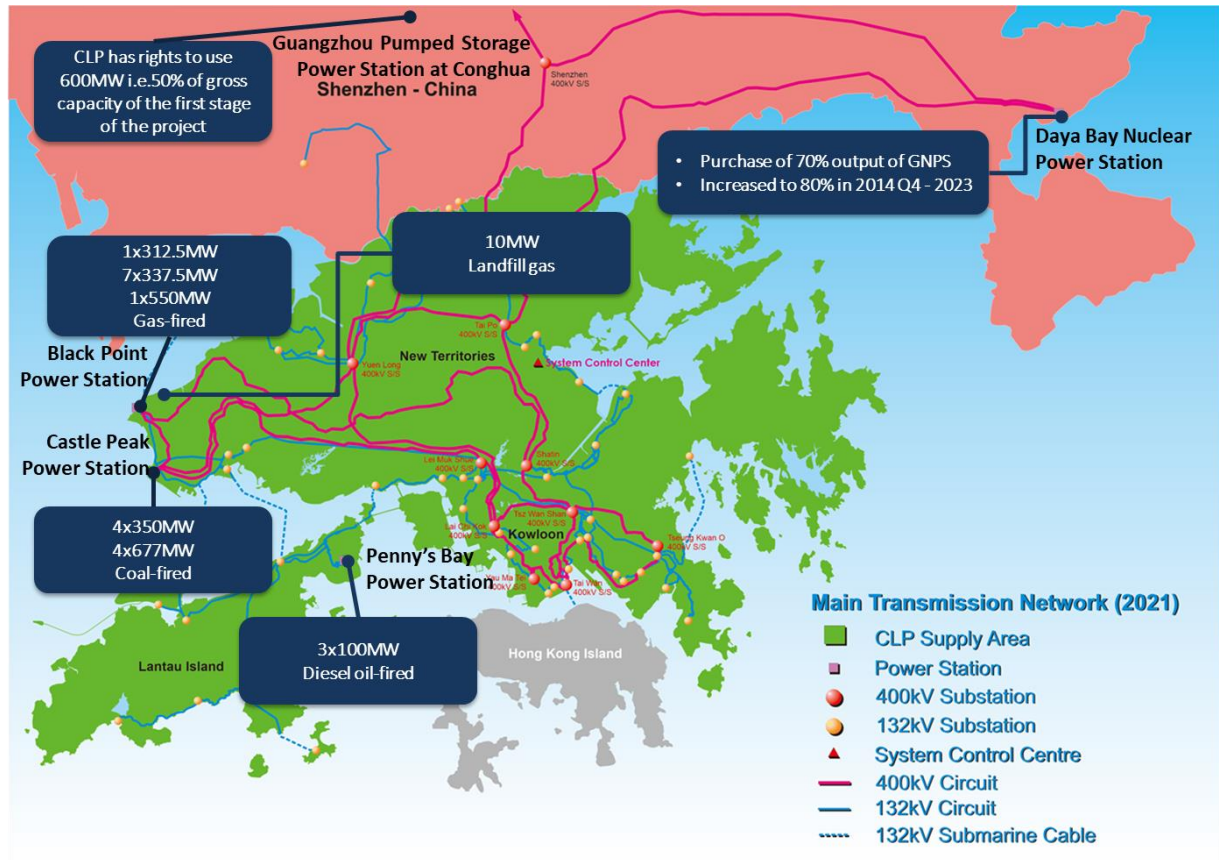 CLP has rights to use
600MW i.e.50% of gross
capacity of the first stage
of the project
Guangzhou Pumped Storage
Power Station at Conghua
Shenzhen - China
Shenzhen
400kV S/S
Daya Bay Nuclear
Power Station
• Purchase of 70% output of GNPS
• Increased to 80% in 2014 Q4 - 2023
1x312.5MW
7x337.5MW
1x550MW
Gas-fired
10MW
Landfill gas
Black Point
Power Station
Tai Po
400kV S/S
New Territories
System Control Center
Yuen Long
400kV S/S
Castle Peak
Power Station
Lei Muk Shue
400kV S/S
Shatin
400kV S/S
4x350MW
4x677MW
Coal-fired
Tsz Wan Shan
400kV S/S
Lai Chi Kok
400kV S/S
Kowloon
Tseung Kwan O
400kV S/S
Penny's Bay
Power Station
Yau Ma Tei
400kV S/S
Tai Wan
400kV S/S
3x100MW
Diesel oil-fired
Lantau Island
Hong Kong Island
Main Transmission Network (2021)
CLP Supply Area
Power Station
400kV Substation
132kV Substation
System Control Centre
400kV Circuit
132kV Circuit
132kV Submarine Cable